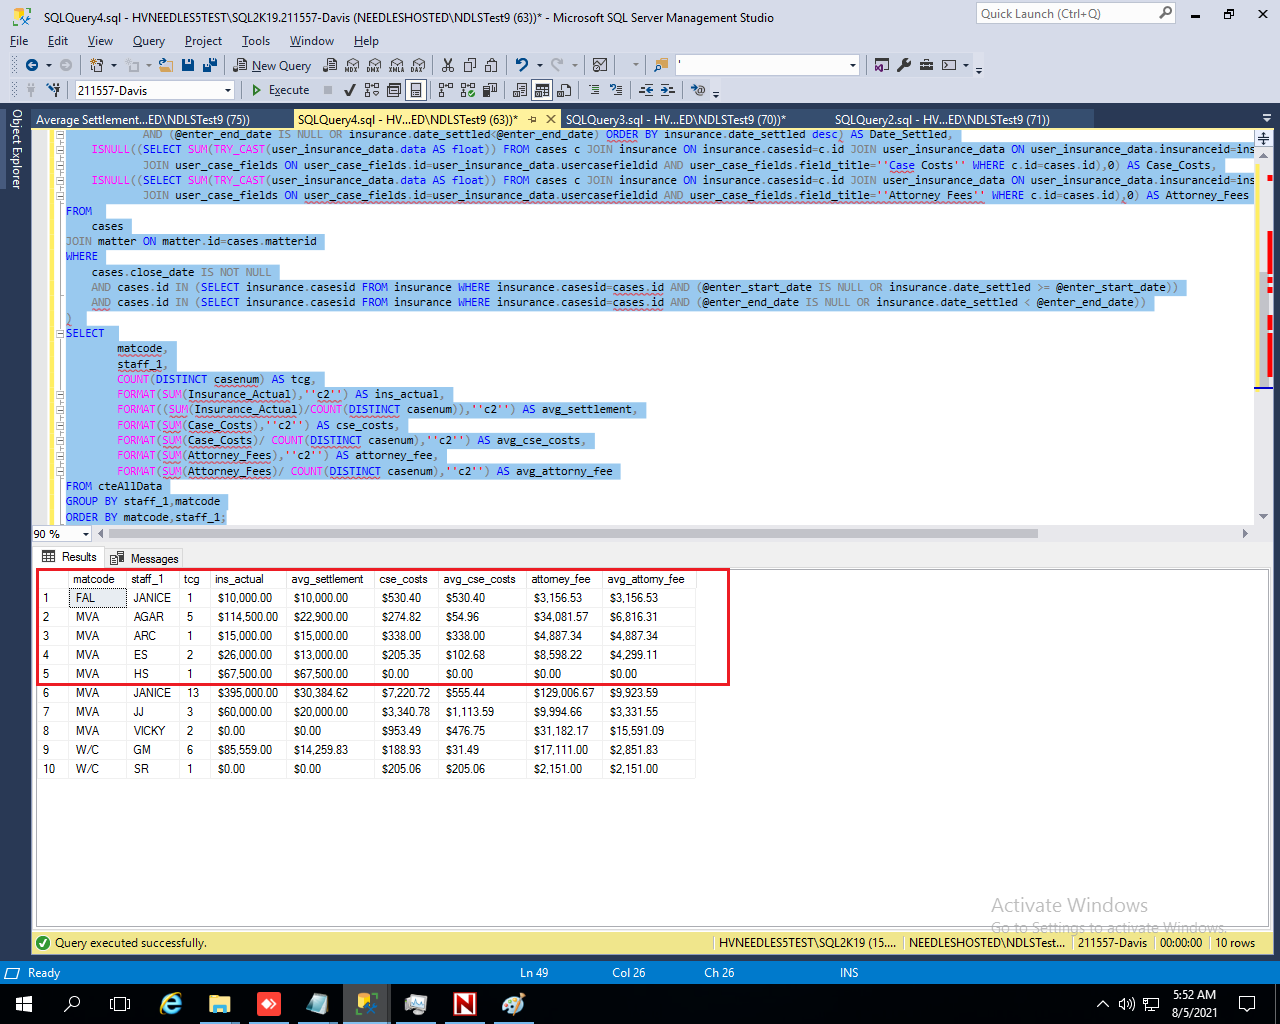 SQLQuery4.sql - HVNEEDLES5TEST\SQL2K19.211557-Davis (NEEDLESHOSTED\NDLSTest9 (63))* - Microsoft SQL Server Management Studio
Quick Launch (Ctrl+Q)
File Edit View Query Project Tools Window Help
New Query MDX DMX XMLA DAX '
211557-Davis Execute
Object Explorer
Average Settlement...ED\NDLSTest9 (75)) SQLQuery4.sql - HV...ED\NDLSTest9 (63))* SQLQuery3.sql - HV...ED\NDLSTest9 (70))* SQLQuery2.sql - HV...ED\NDLSTest9 (71))
AND (@enter_end_date IS NULL OR insurance.date_settled<@enter_end_date) ORDER BY insurance.date_settled desc) AS Date_Settled,
ISNULL((SELECT SUM(TRY_CAST(user_insurance_data.data AS float)) FROM cases c JOIN insurance ON insurance.casesid=c.id JOIN user_insurance_data ON user_insurance_data.insuranceid=ins
JOIN user_case_fields ON user_case_fields.id=user_insurance_data.usercasefieldid AND user_case_fields.field_title=''Case Costs'' WHERE c.id=cases.id),0) AS Case_Costs,
ISNULL((SELECT SUM(TRY_CAST(user_insurance_data.data AS float)) FROM cases c JOIN insurance ON insurance.casesid=c.id JOIN user_insurance_data ON user_insurance_data.insuranceid=ins
JOIN user_case_fields ON user_case_fields.id=user_insurance_data.usercasefieldid AND user_case_fields.field_title=''Attorney Fees'' WHERE c.id=cases.id),0) AS Attorney_Fees
FROM
cases
JOIN matter ON matter.id=cases.matterid
WHERE
cases.close_date IS NOT NULL
AND cases.id IN (SELECT insurance.casesid FROM insurance WHERE insurance.casesid=cases.id AND (@enter_start_date IS NULL OR insurance.date_settled >= @enter_start_date))
AND cases.id IN (SELECT insurance.casesid FROM insurance WHERE insurance.casesid=cases.id AND (@enter_end_date IS NULL OR insurance.date_settled < @enter_end_date))
)
SELECT
matcode,
staff_1,
COUNT(DISTINCT casenum) AS tcg,
FORMAT(SUM(Insurance_Actual),''c2'') AS ins_actual,
FORMAT((SUM(Insurance_Actual)/COUNT(DISTINCT casenum)),''c2'') AS avg_settlement,
FORMAT(SUM(Case_Costs),''c2'') AS cse_costs,
FORMAT(SUM(Case_Costs)/ COUNT(DISTINCT casenum),''c2'') AS avg_cse_costs,
FORMAT(SUM(Attorney_Fees),''c2'') AS attorney_fee,
FORMAT(SUM(Attorney_Fees)/ COUNT(DISTINCT casenum),''c2'') AS avg_attorny_fee
FROM cteAllData
GROUP BY staff_1,matcode
ORDER BY matcode,staff_1;
90 %
Results Messages
matcode staff_1 tcg ins_actual avg_settlement cse_costs avg_cse_costs attorney_fee avg_attorny_fee
1 FAL JANICE 1 $10,000.00 $10,000.00 $530.40 $530.40 $3,156.53 $3,156.53
2 MVA AGAR 5 $114,500.00 $22,900.00 $274.82 $54.96 $34,081.57 $6,816.31
3 MVA ARC 1 $15,000.00 $15,000.00 $338.00 $338.00 $4,887.34 $4,887.34
4 MVA ES 2 $26,000.00 $13,000.00 $205.35 $102.68 $8,598.22 $4,299.11
5 MVA HS 1 $67,500.00 $67,500.00 $0.00 $0.00 $0.00 $0.00
6 MVA JANICE 13 $395,000.00 $30,384.62 $7,220.72 $555.44 $129,006.67 $9,923.59
7 MVA JJ 3 $60,000.00 $20,000.00 $3,340.78 $1,113.59 $9,994.66 $3,331.55
8 MVA VICKY 2 $0.00 $0.00 $953.49 $476.75 $31,182.17 $15,591.09
9 W/C GM 6 $85,559.00 $14,259.83 $188.93 $31.49 $17,111.00 $2,851.83
10 W/C SR 1 $0.00 $0.00 $205.06 $205.06 $2,151.00 $2,151.00
Activate Windows
Go to Settings to activate Windows.
Query executed successfully. HVNEEDLES5TEST\SQL2K19 (15.... NEEDLESHOSTED\NDLSTest... 211557-Davis 00:00:00 10 rows
Ready Ln 49 Col 26 Ch 26 INS
5:52 AM
8/5/2021